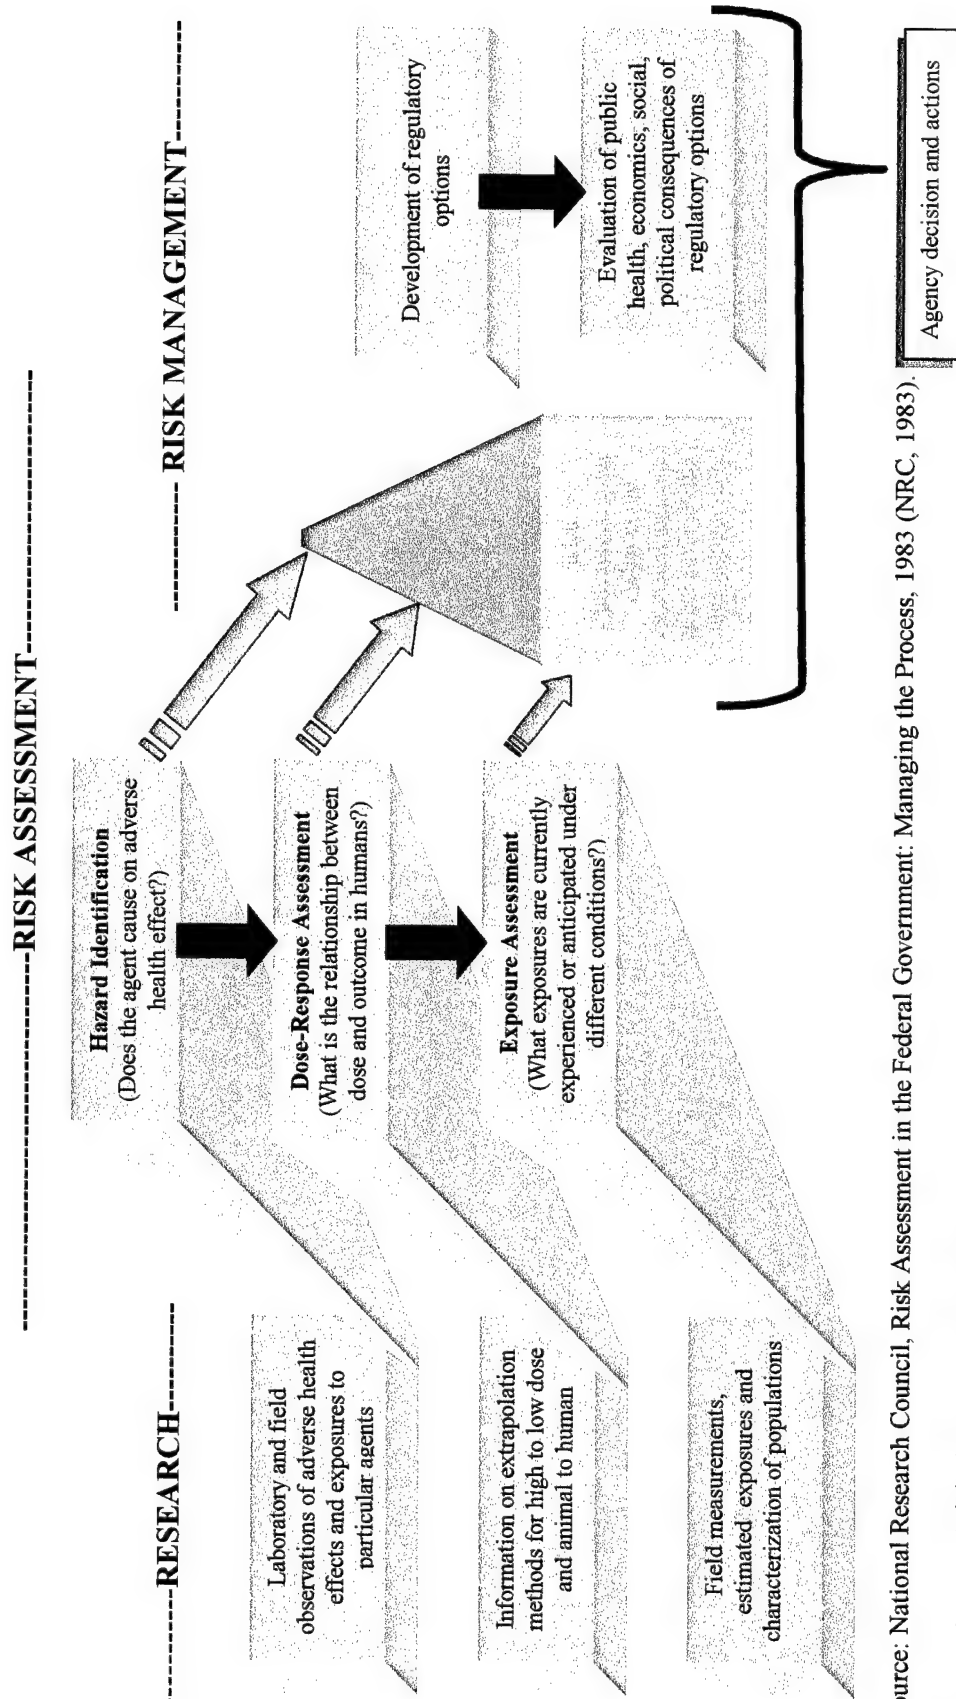 -----------------------RISK ASSESSMENT-----------------------
----------RESEARCH----------
-------- RISK MANAGEMENT------------
Laboratory and field
observations of adverse health
effects and exposures to
particular agents
Information on extrapolation
methods for high to low dose
and animal to human
Field measurements,
estimated exposures and
characterization of populations
Hazard Identification
(Does the agent cause on adverse
health effect?)
Dose-Response Assessment
(What is the relationship between
dose and outcome in humans?)
Exposure Assessment
(What exposures are currently
experienced or anticipated under
different conditions?)
Development of regulatory
options
Evaluation of public
health, economics, social,
political consequences of
regulatory options
Agency decision and actions
ource: National Research Council, Risk Assessment in the Federal Government: Managing the Process, 1983 (NRC, 1983).